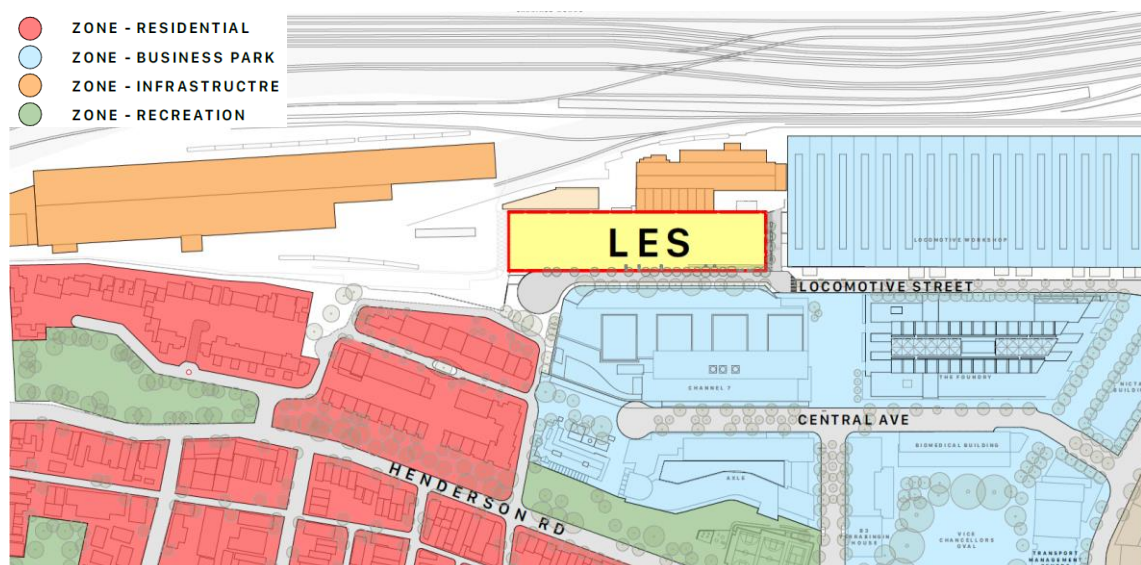 ZONE - RESIDENTIAL
ZONE - BUSINESS PARK
ZONE - INFRASTRUCTRE
ZONE - RECREATION
LES
LOCOMOTIVE WORKSHOP
LOCOMOTIVE STREET
CHANNEL 7
THE FOUNDRY
CENTRAL AVE
BIOMEDICAL BUILDING
HENDERSON RD
AXLE
VICE
CHANCELLORS
OVAL
HOUSE
TRANSPORT
MANAGEMENT